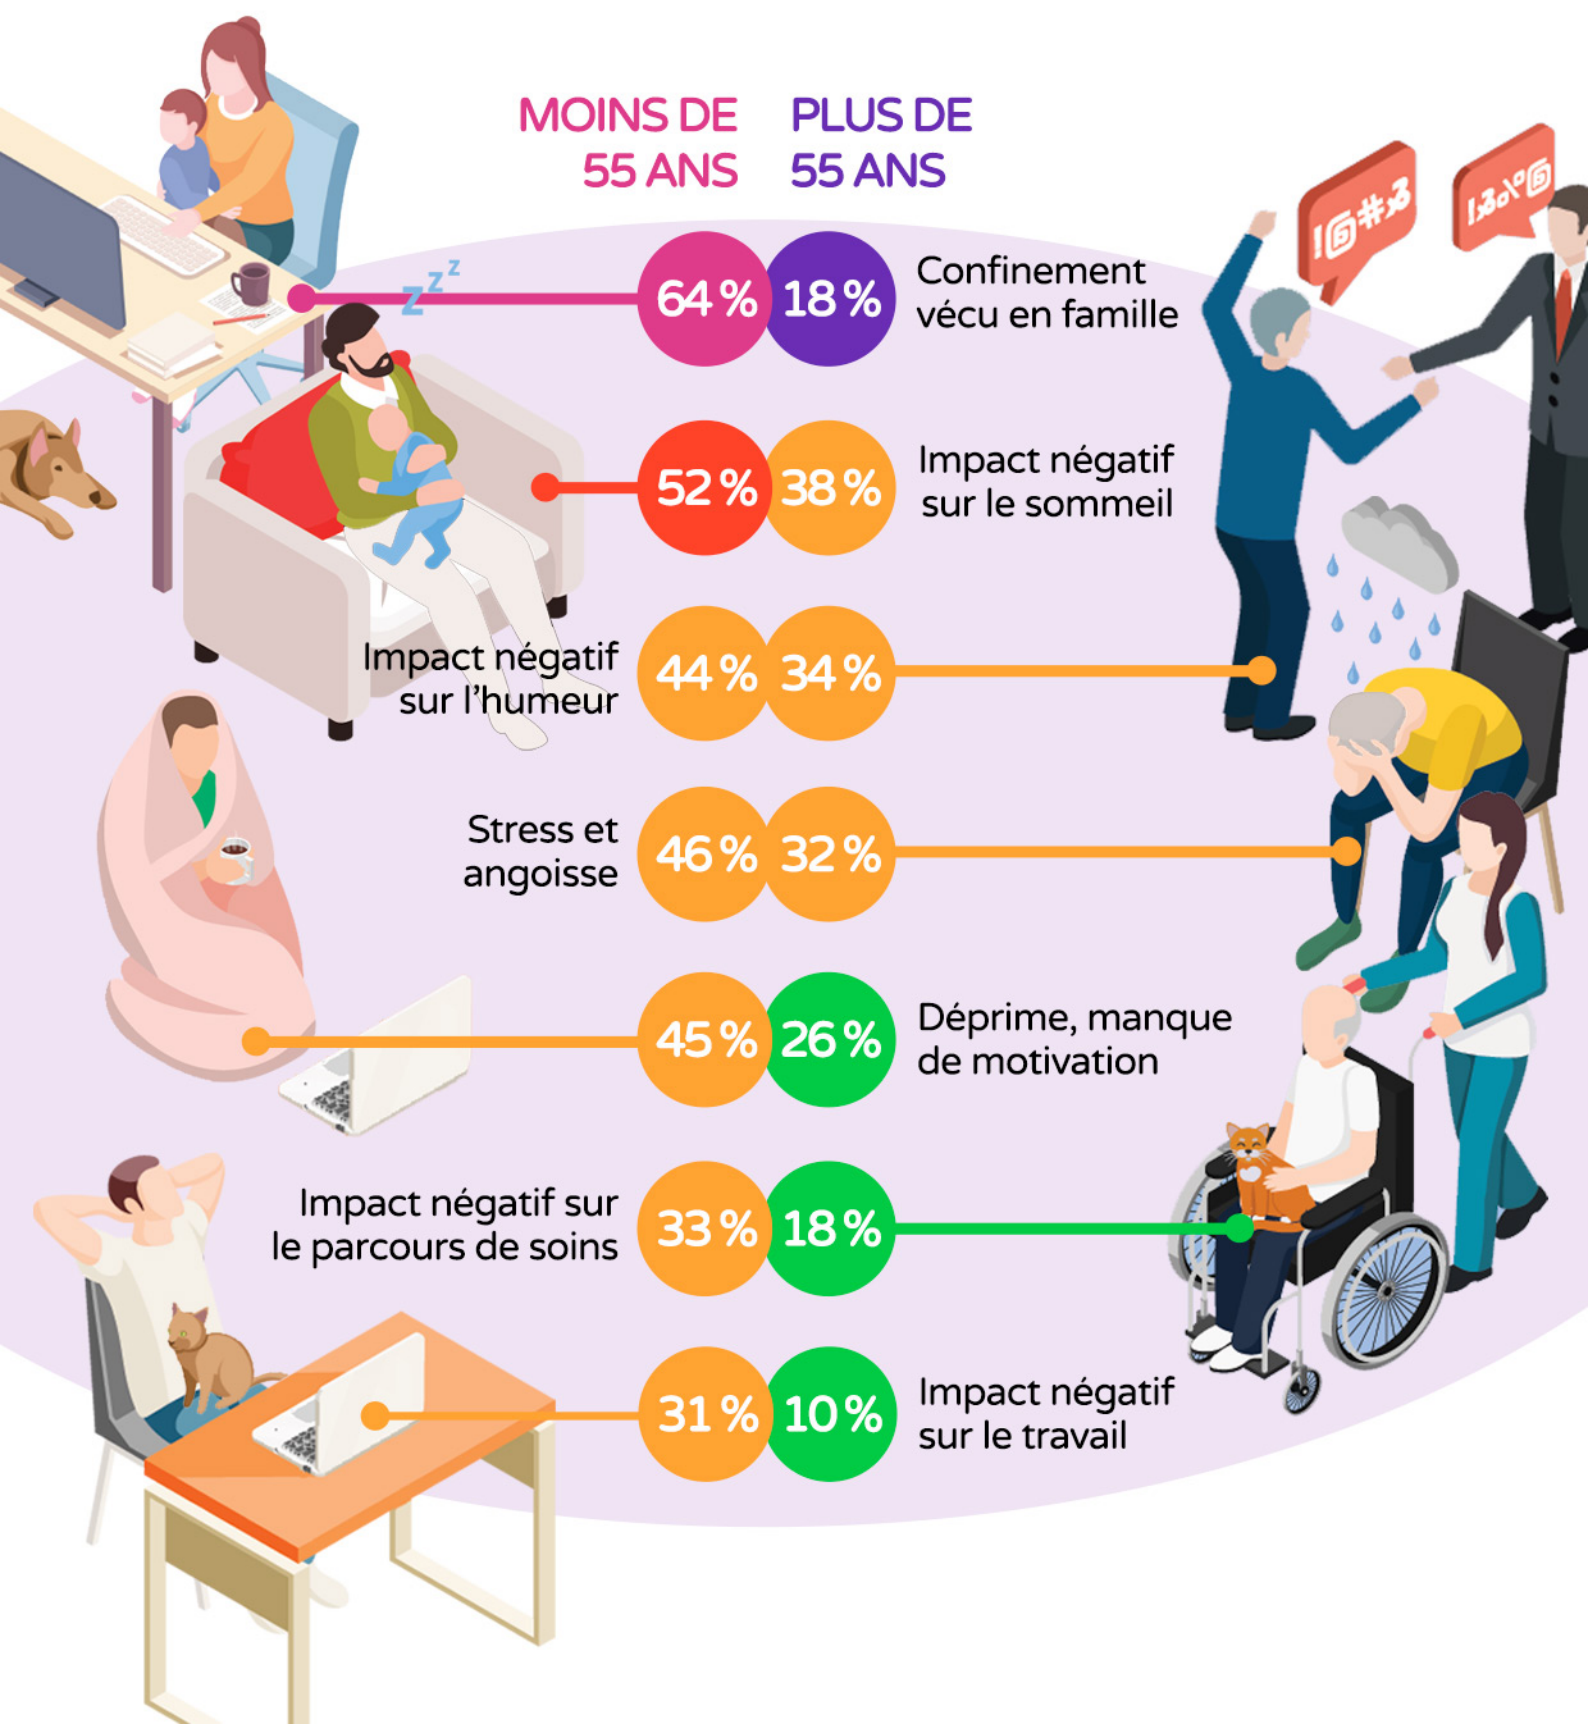 MOINS DE
55 ANS
PLUS DE
55 ANS
64 % 18 %
Confinement
vécu en famille
52 % 38 %
Impact négatif
sur le sommeil
Impact négatif
sur l’humeur
44 % 34 %
Stress et
angoisse
46 % 32 %
45 % 26 %
Déprime, manque
de motivation
Impact négatif sur
le parcours de soins
33 % 18 %
31 % 10 %
Impact négatif
sur le travail
z z z